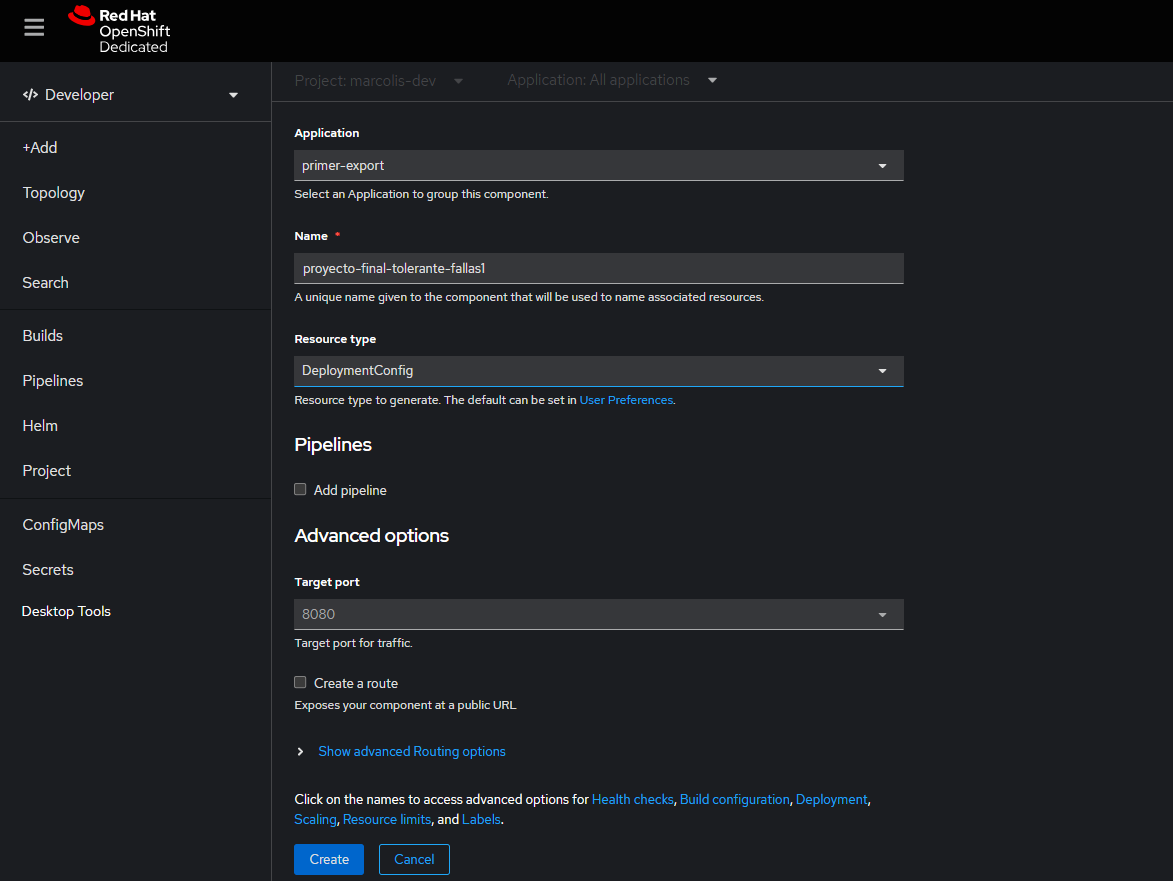 Red Hat
OpenShift
Dedicated
Developer
Project: marcolis-dev
Application: All applications
+Add
Topology
Observe
Search
Builds
Pipelines
Helm
Project
ConfigMaps
Secrets
Desktop Tools
Application
primer-export
Select an Application to group this component.
Name *
proyecto-final-tolerante-fallas1
A unique name given to the component that will be used to name associated resources.
Resource type
DeploymentConfig
Resource type to generate. The default can be set in User Preferences.
Pipelines
Add pipeline
Advanced options
Target port
8080
Target port for traffic.
Create a route
Exposes your component at a public URL
Show advanced Routing options
Click on the names to access advanced options for Health checks, Build configuration, Deployment,
Scaling, Resource limits, and Labels.
Create
Cancel